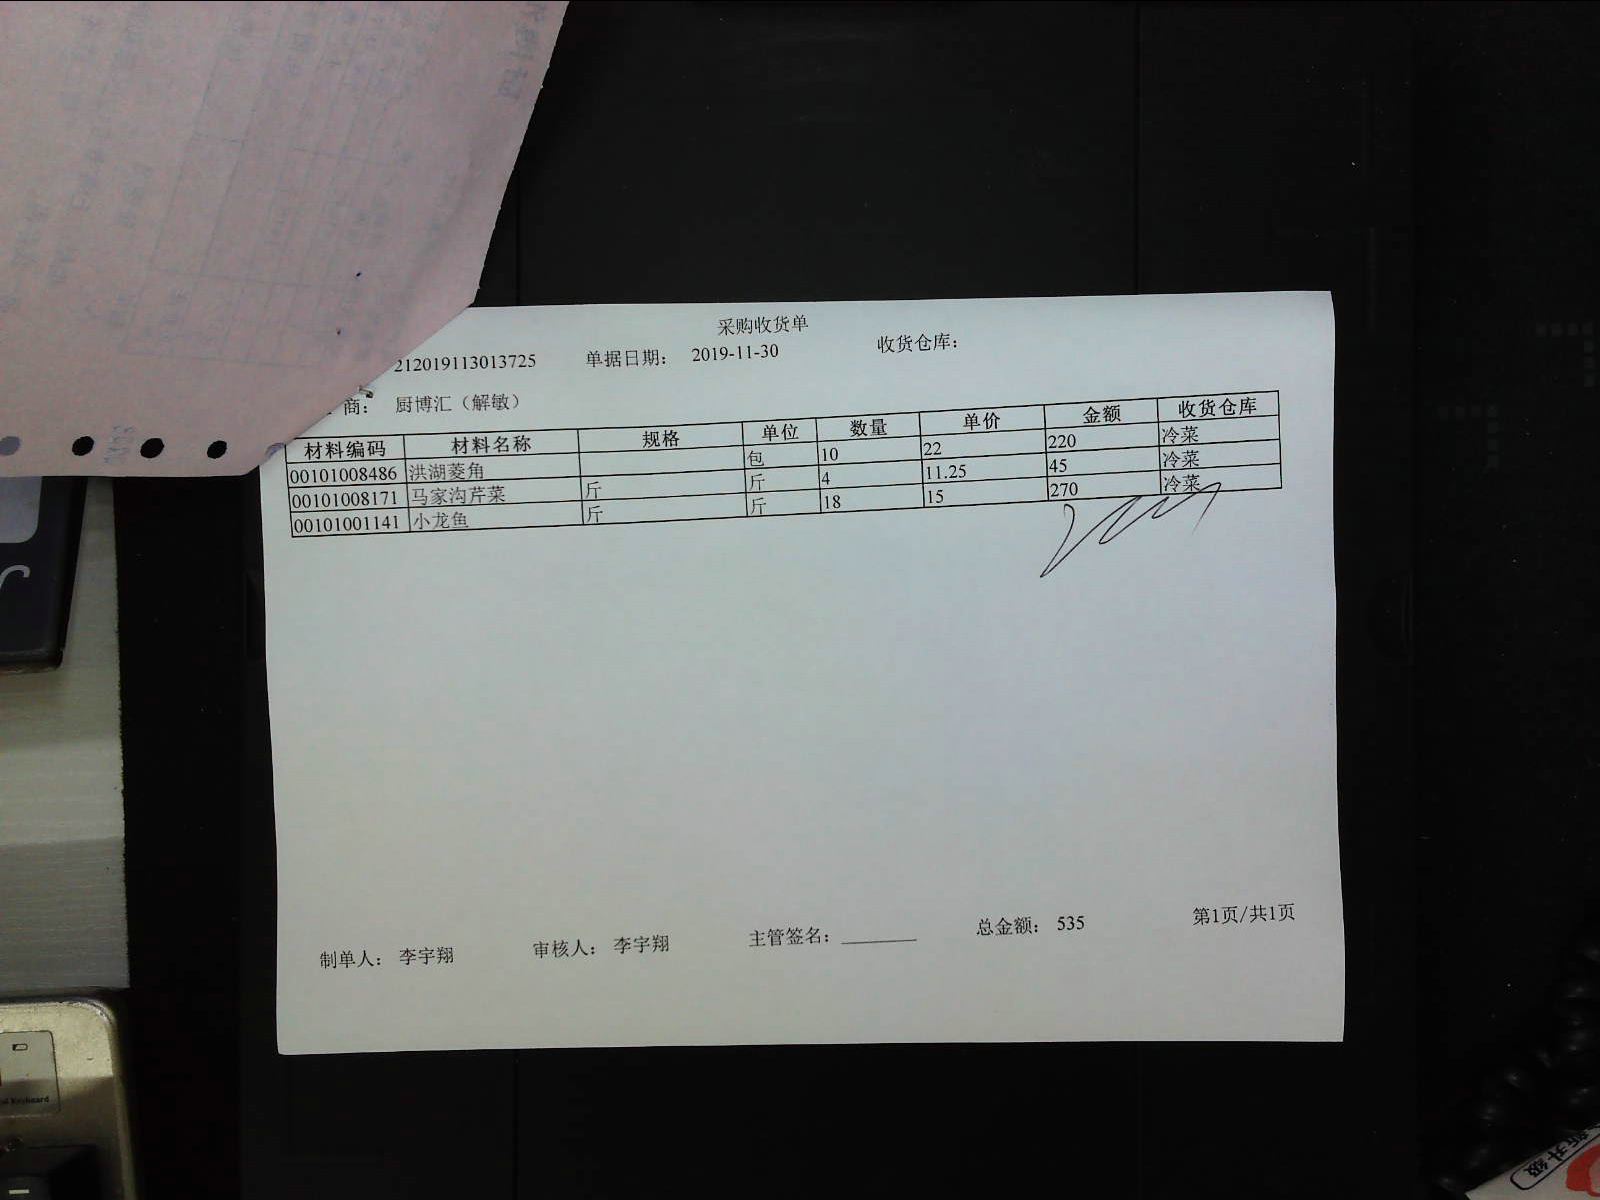 采购收货单
212019113013725 单据日期: 2019-11-30 收货仓库:
商: 厨博汇（解敏）
材料编码 材料名称 规格 单位 数量 单价 金额 收货仓库
00101008486 洪湖菱角 包 10 22 220 冷菜
00101008171 马家沟芹菜 斤 斤 4 11.25 45 冷菜
00101001141 小龙鱼 斤 斤 18 15 270 冷菜
制单人: 李宇翔 审核人: 李宇翔 主管签名: 总金额: 535 第1页/共1页
新升级